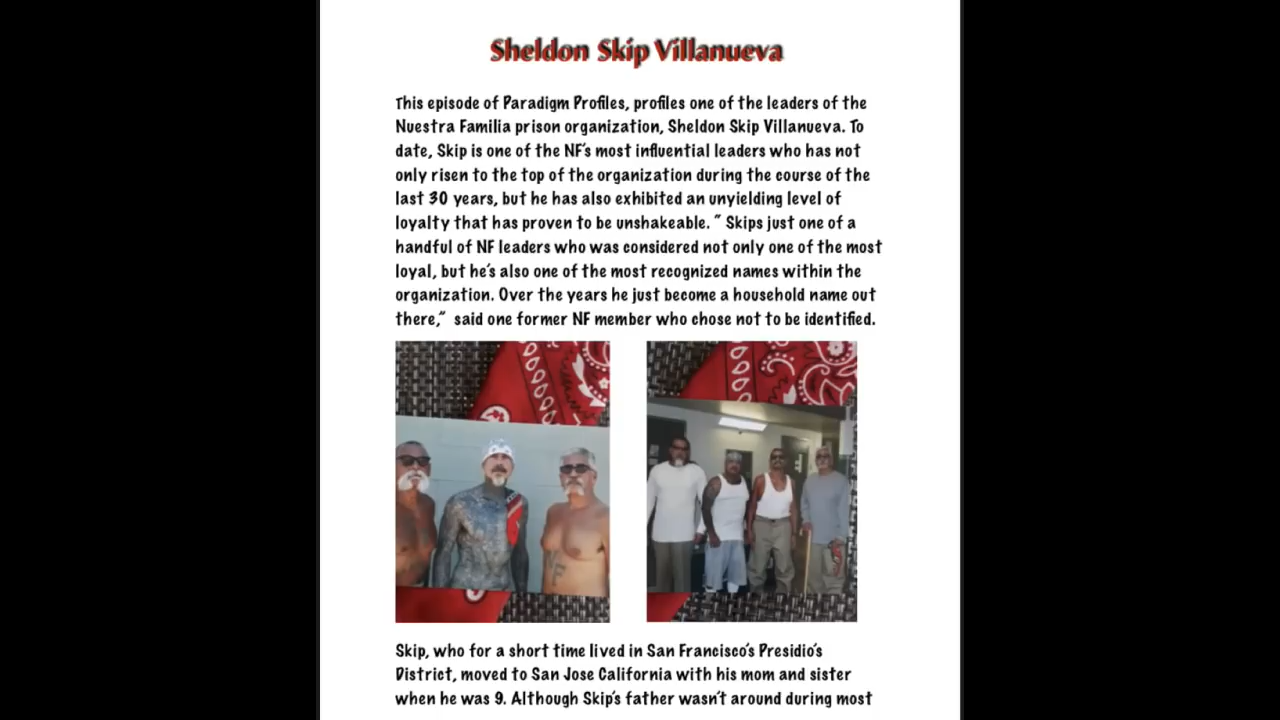 Sheldon Skip Villanueva
This episode of Paradigm Profiles, profiles one of the leaders of the
Nuestra Familia prison organization, Sheldon Skip Villanueva. To
date, Skip is one of the NF's most influential leaders who has not
only risen to the top of the organization during the course of the
last 30 years, but he has also exhibited an unyielding level of
loyalty that has proven to be unshakeable. " Skips just one of a
handful of NF leaders who was considered not only one of the most
loyal, but he's also one of the most recognized names within the
organization. Over the years he just become a household name out
there," said one former NF member who chose not to be identified.
Skip, who for a short time lived in San Francisco's Presidio's
District, moved to San Jose California with his mom and sister
when he was 9. Although Skip's father wasn't around during most